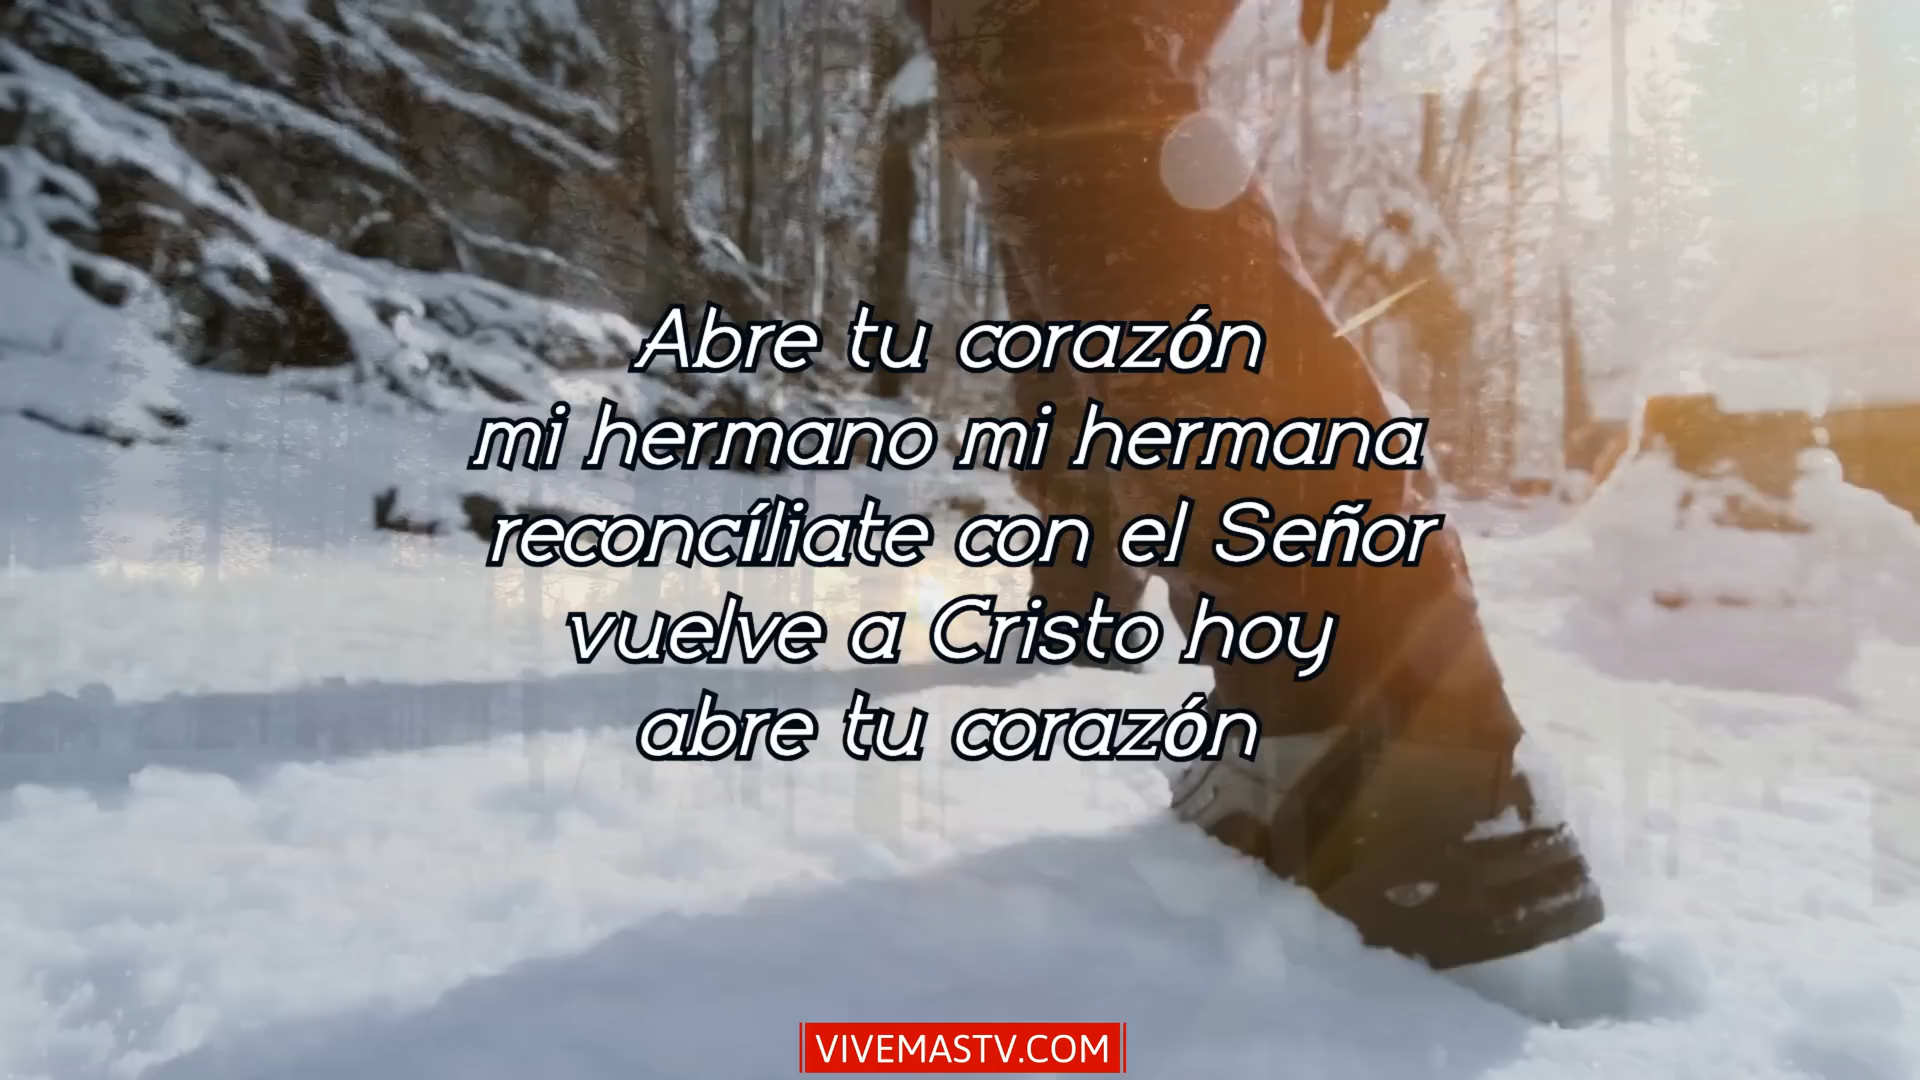 Abre tu corazón
mi hermano mi hermana
reconcíliate con el Señor
vuelve a Cristo hoy
abre tu corazón
VIVEMASTV.COM